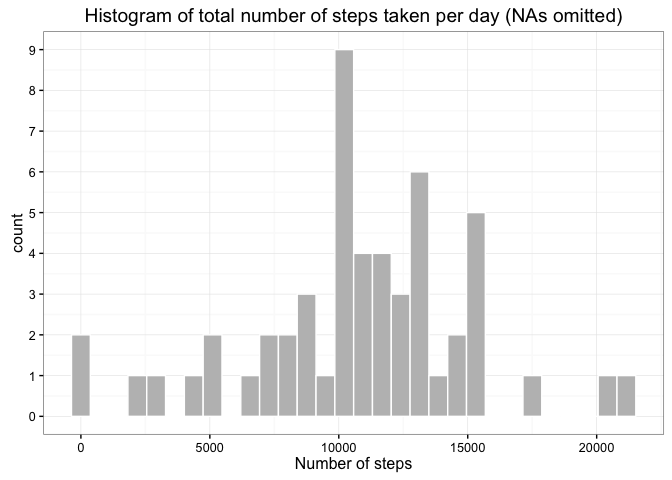 Histogram of total number of steps taken per day (NAs omitted)
9
8
7
6
5
4
3
2
1
0
count
0 5000 10000 15000 20000
Number of steps